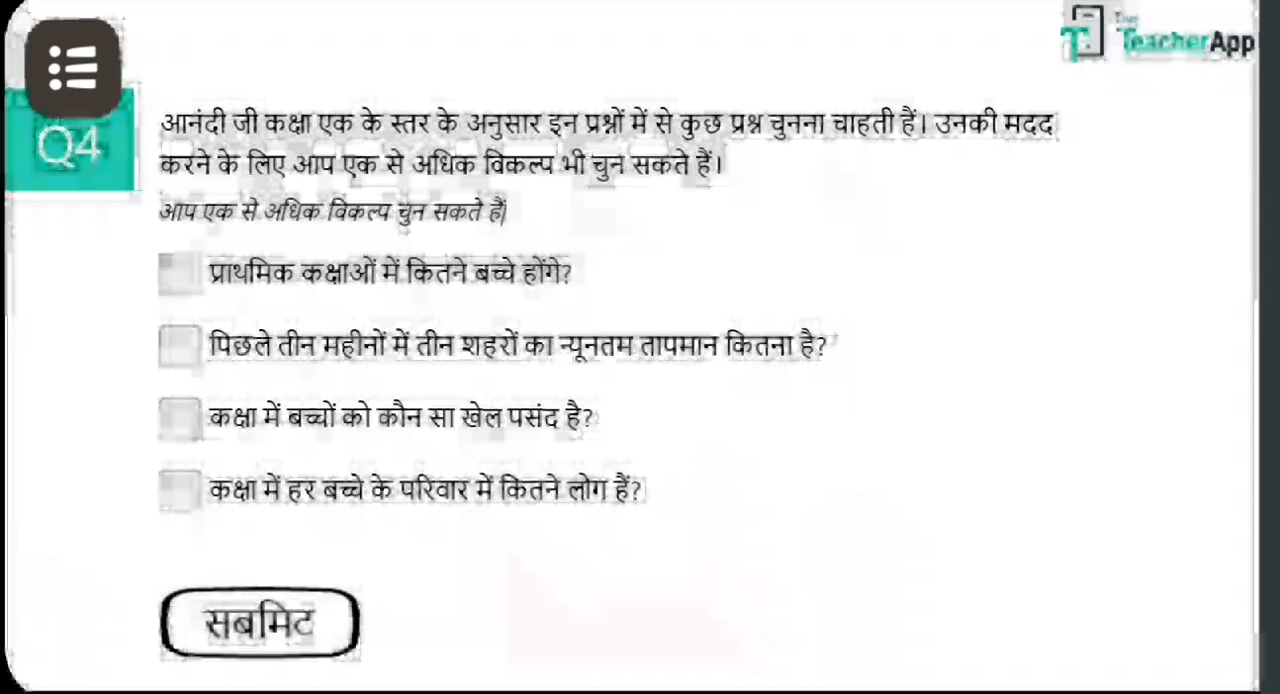 The
TeacherApp
Q4
आनंदी जी कक्षा एक के स्तर के अनुसार इन प्रश्नों में से कुछ प्रश्न चुनना चाहती हैं। उनकी मदद
करने के लिए आप एक से अधिक विकल्प भी चुन सकते हैं।
आप एक से अधिक विकल्प चुन सकते हैं|
प्राथमिक कक्षाओं में कितने बच्चे होंगे?
पिछले तीन महीनों में तीन शहरों का न्यूनतम तापमान कितना है?
कक्षा में बच्चों को कौन सा खेल पसंद है?
कक्षा में हर बच्चे के परिवार में कितने लोग हैं?
सबमिट